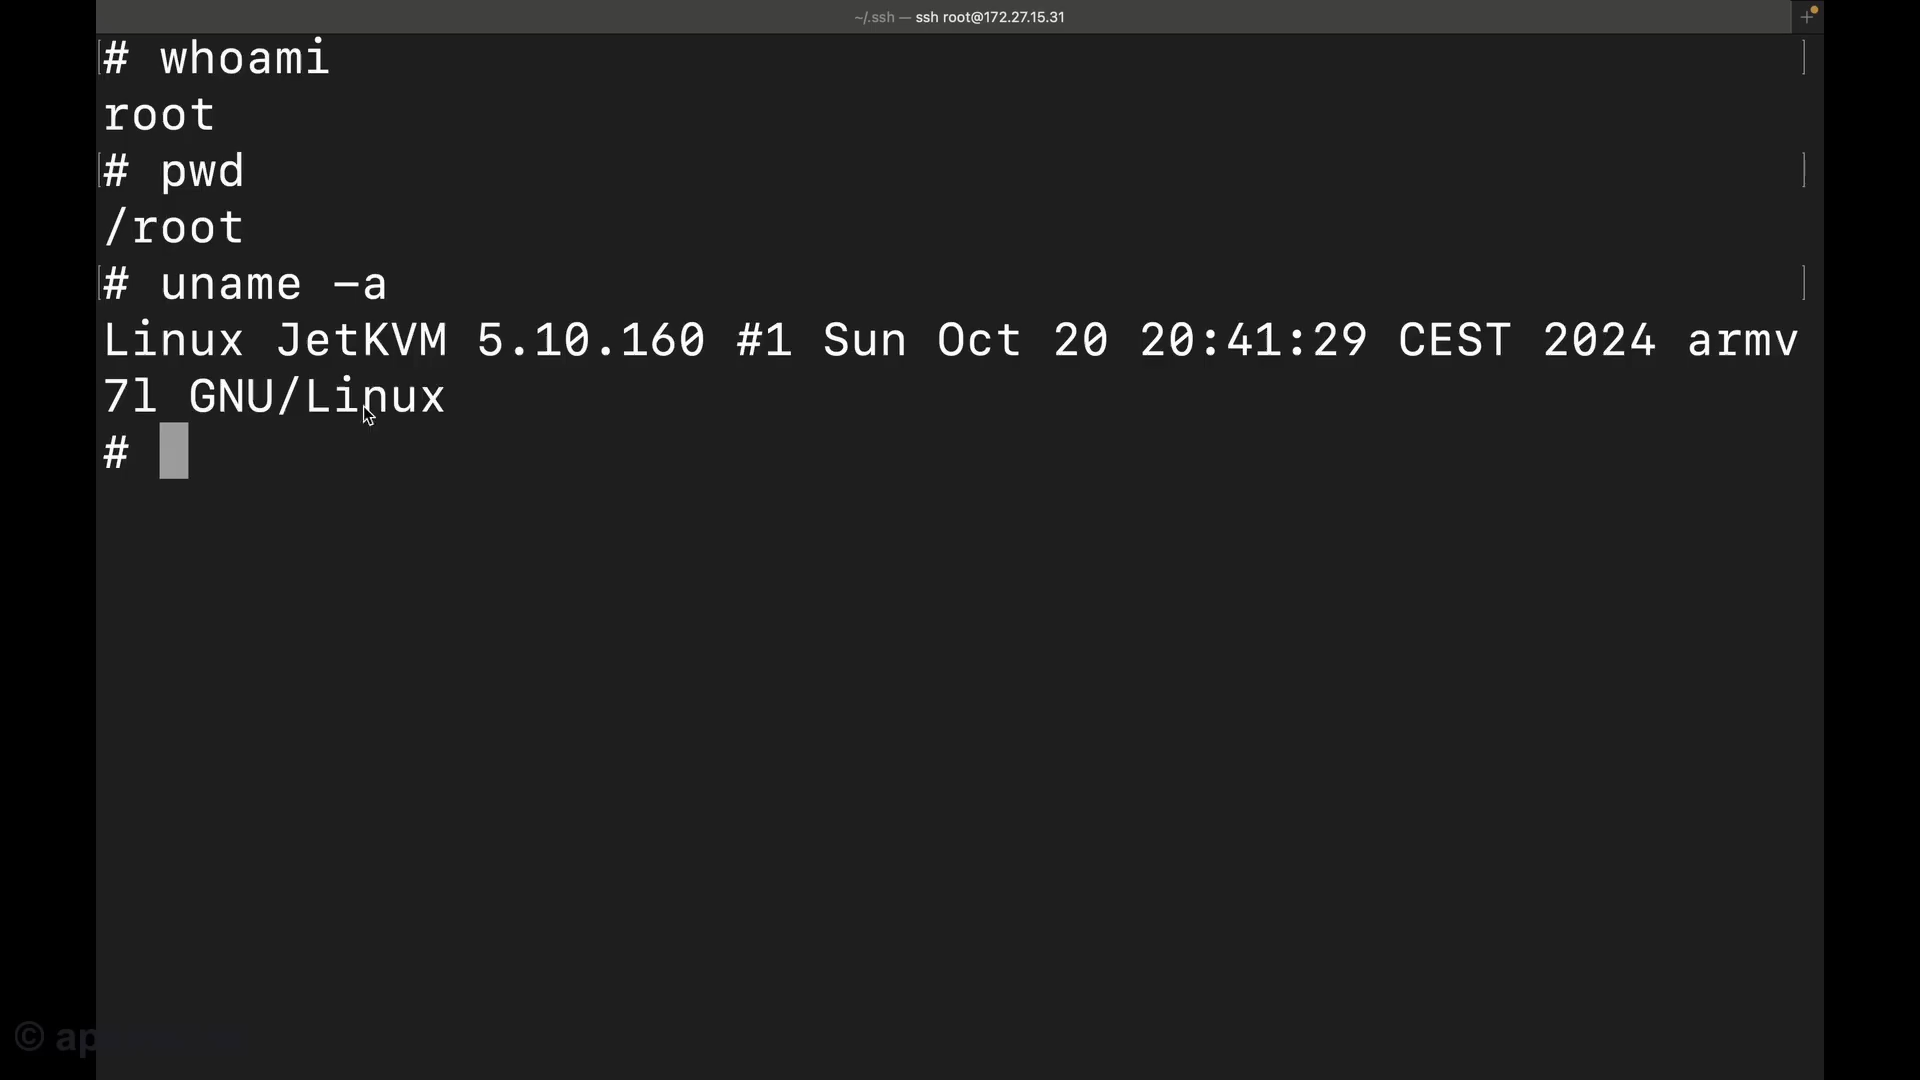 ~/.ssh — ssh root@172.27.15.31
# whoami
root
# pwd
/root
# uname -a
Linux JetKVM 5.10.160 #1 Sun Oct 20 20:41:29 CEST 2024 armv
7l GNU/Linux
#
© ap